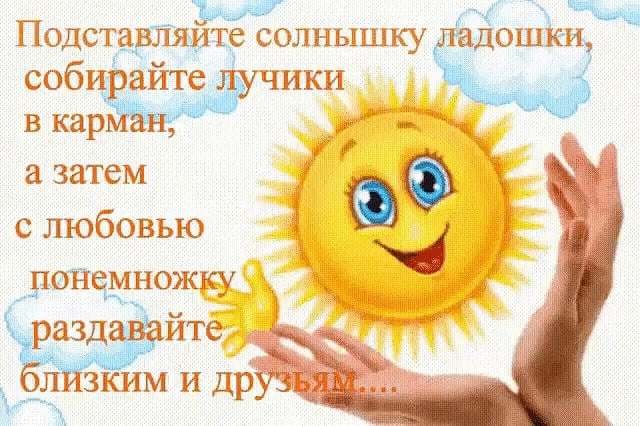 Подставляйте солнышку ладошки,
собирайте лучики
в карман,
а затем
с любовью
понемножку
раздавайте
близким и друзьям....